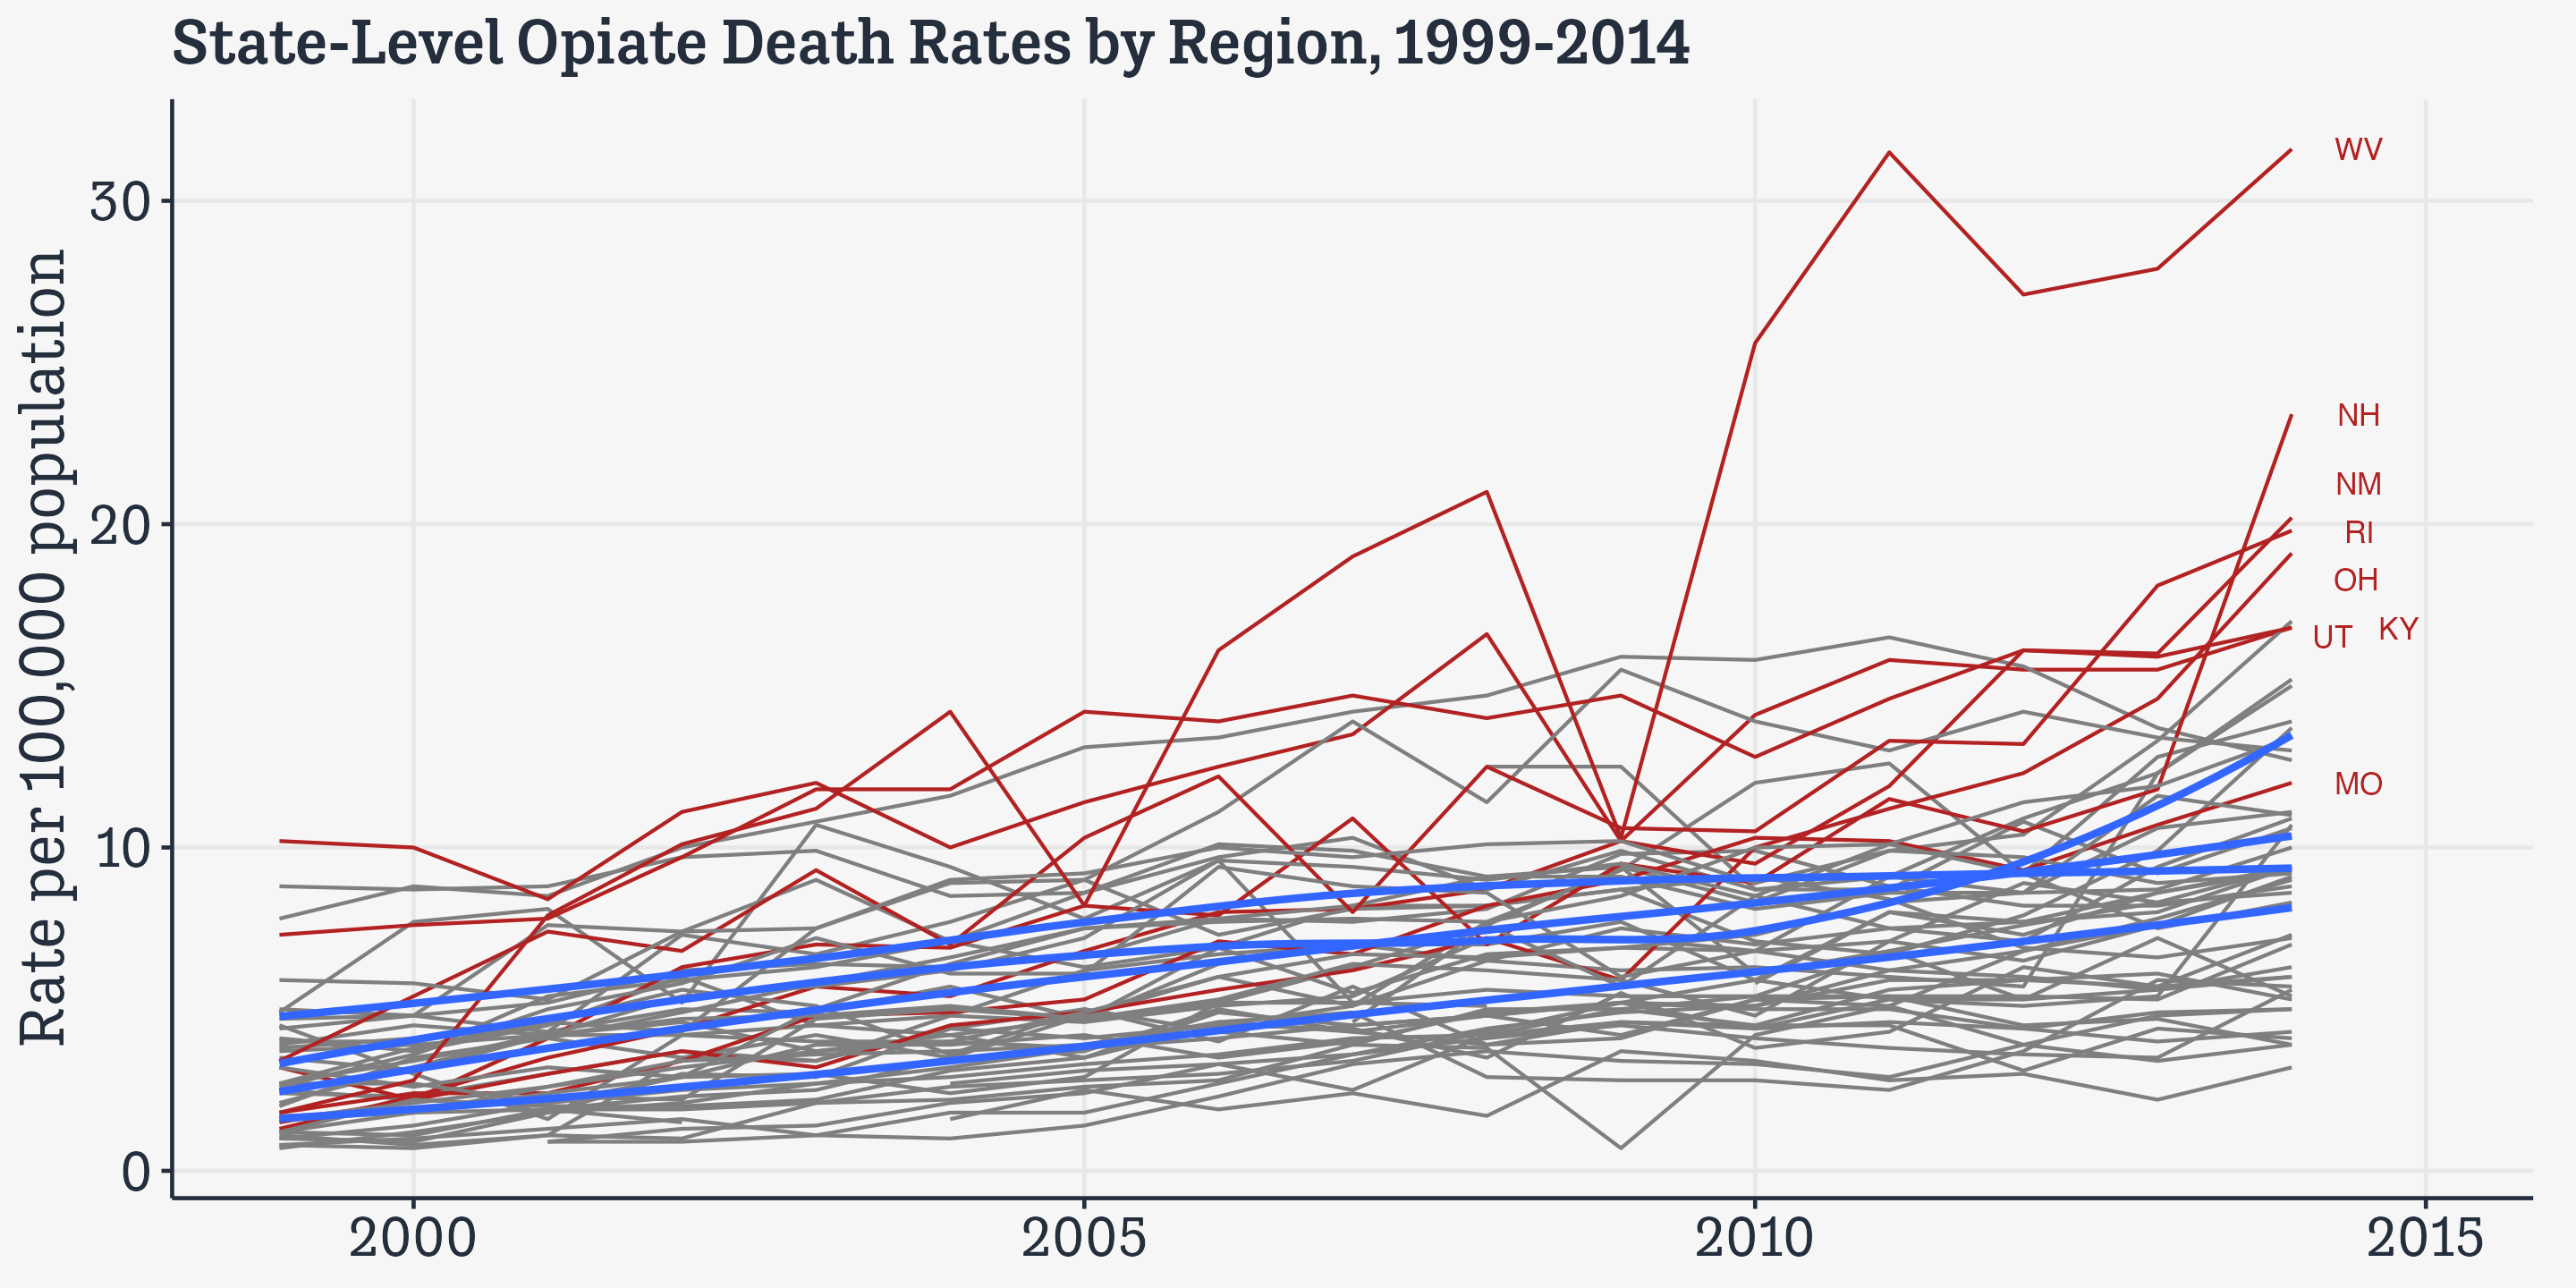 State-Level Opiate Death Rates by Region, 1999-2014
Rate per 100,000 population
30
20
10
0
2000
2005
2010
2015
WV
NH
NM
RI
OH
UT
KY
MO